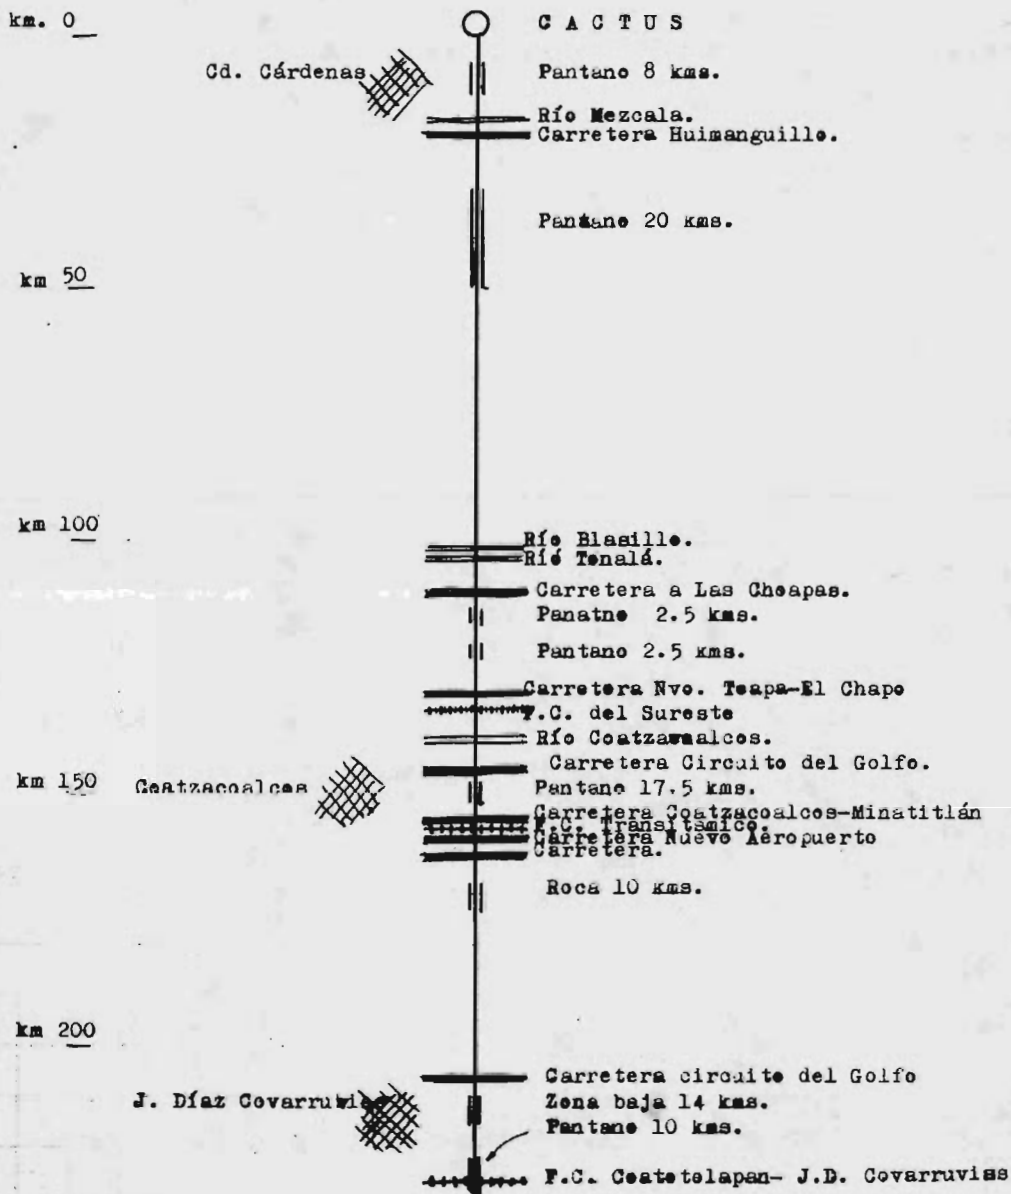 km. 0
C A C T U S
Cd. Cárdenas
Pantano 8 kms.
Río Mezcala.
Carretera Huimanguillo.
Pantano 20 kms.
km 50
km 100
Río Blasillo.
Río Tonalá.
Carretera a Las Choapas.
Panatno 2.5 kms.
Pantano 2.5 kms.
Carretera Nvo. Teapa-El Chapo
F.C. del Sureste
Río Coatzacoalcos.
Carretera Circuito del Golfo.
km 150
Coatzacoalcos
Pantano 17.5 kms.
Carretera Coatzacoalcos-Minatitlán
F.C. Transítsmico.
Carretera Nuevo Aeropuerto
Carretera.
Roca 10 kms.
km 200
Carretera circuito del Golfo
J. Díaz Covarruvias
Zona baja 14 kms.
Pantano 10 kms.
F.C. Coatotolapan- J.D. Covarruvias